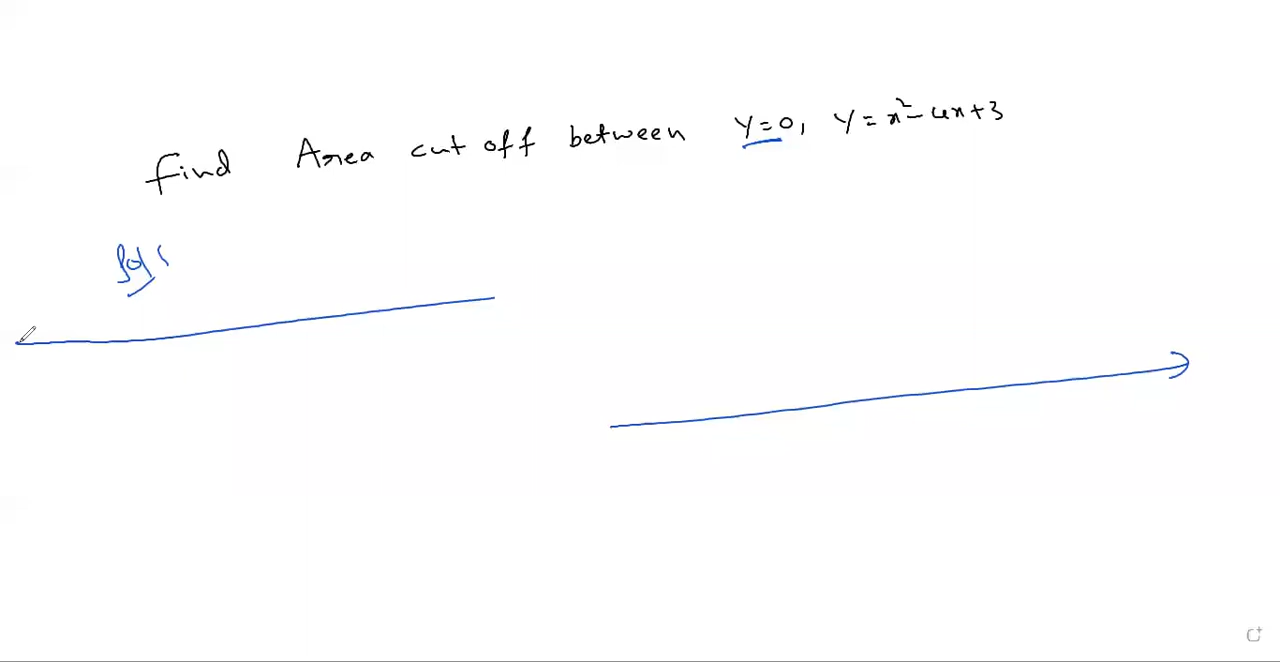 Find Area cut off between y=0, y=x²-4x+3
Sol: